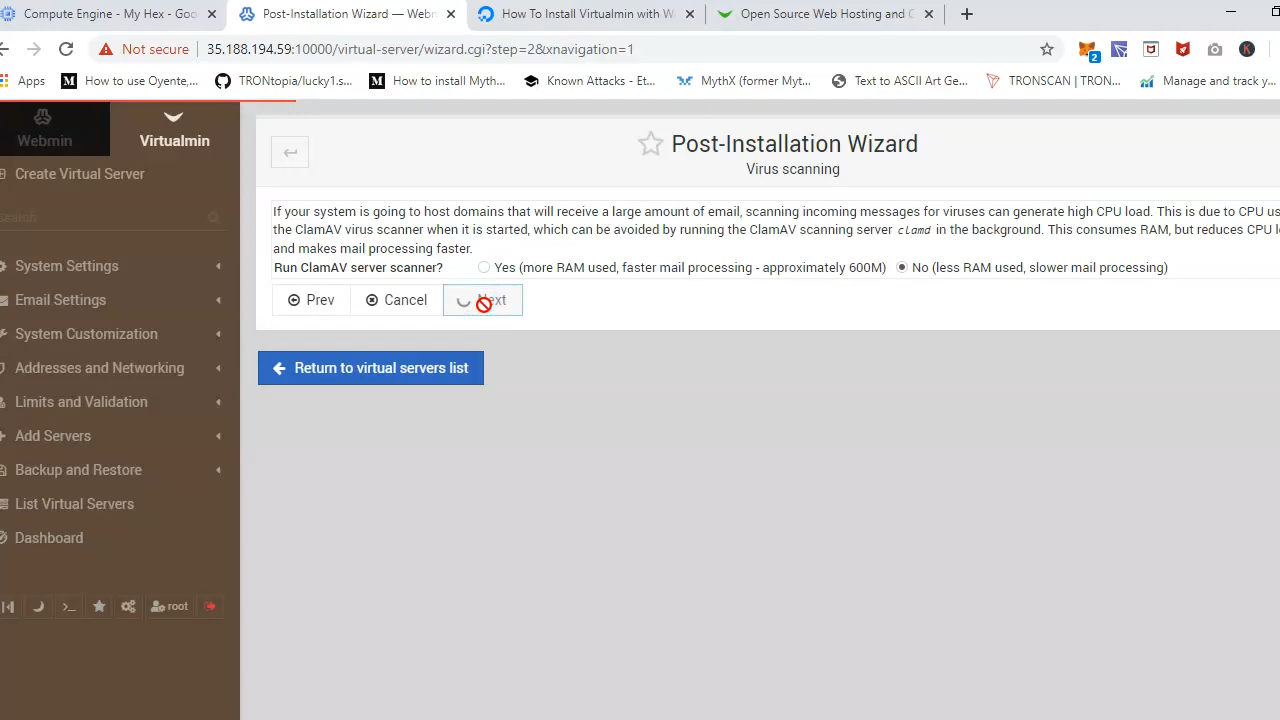 Compute Engine - My Hex - Goo
Post-Installation Wizard — Webm
How To Install Virtualmin with W
Open Source Web Hosting and C
Not secure
35.188.194.59:10000/virtual-server/wizard.cgi?step=2&xnavigation=1
2
K
Apps
How to use Oyente,...
TRONtopia/lucky1.s...
How to install Myth...
Known Attacks - Et...
MythX (former Myt...
Text to ASCII Art Ge...
TRONSCAN | TRON...
Manage and track y...
Webmin
Virtualmin
Create Virtual Server
Search
System Settings
Email Settings
System Customization
Addresses and Networking
Limits and Validation
Add Servers
Backup and Restore
List Virtual Servers
Dashboard
root
Post-Installation Wizard
Virus scanning
If your system is going to host domains that will receive a large amount of email, scanning incoming messages for viruses can generate high CPU load. This is due to CPU us
the ClamAV virus scanner when it is started, which can be avoided by running the ClamAV scanning server clamd in the background. This consumes RAM, but reduces CPU l
and makes mail processing faster.
Run ClamAV server scanner? Yes (more RAM used, faster mail processing - approximately 600M) No (less RAM used, slower mail processing)
Prev
Cancel
Next
Return to virtual servers list